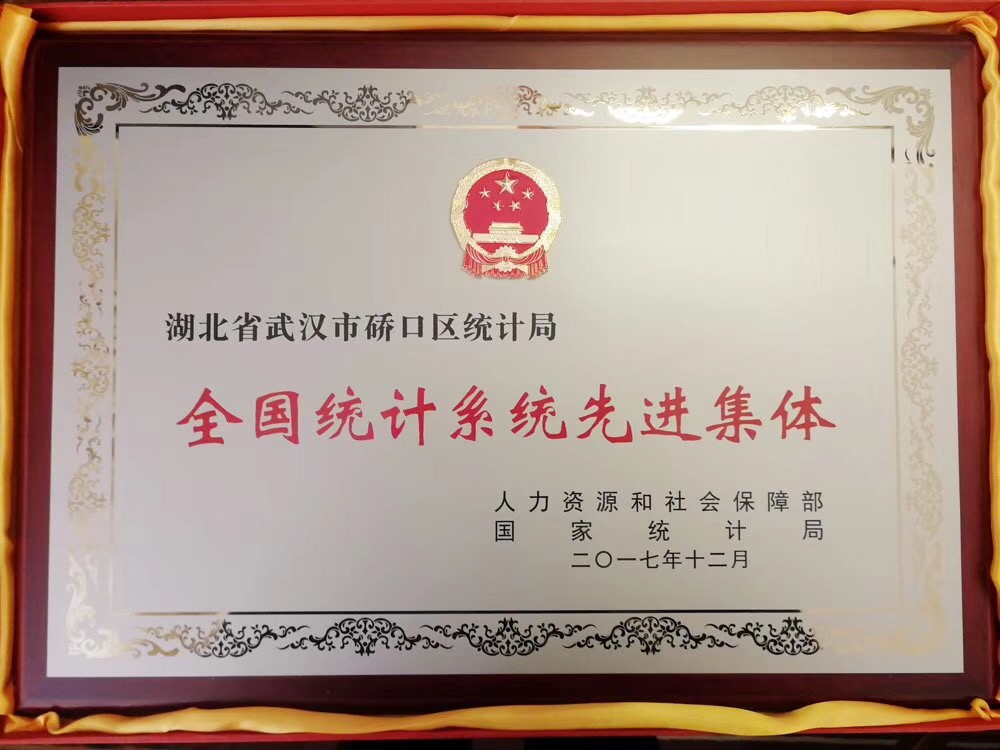 湖北省武汉市硚口区统计局
全国统计系统先进集体
人力资源和社会保障部
国家统计局
二〇一七年十二月